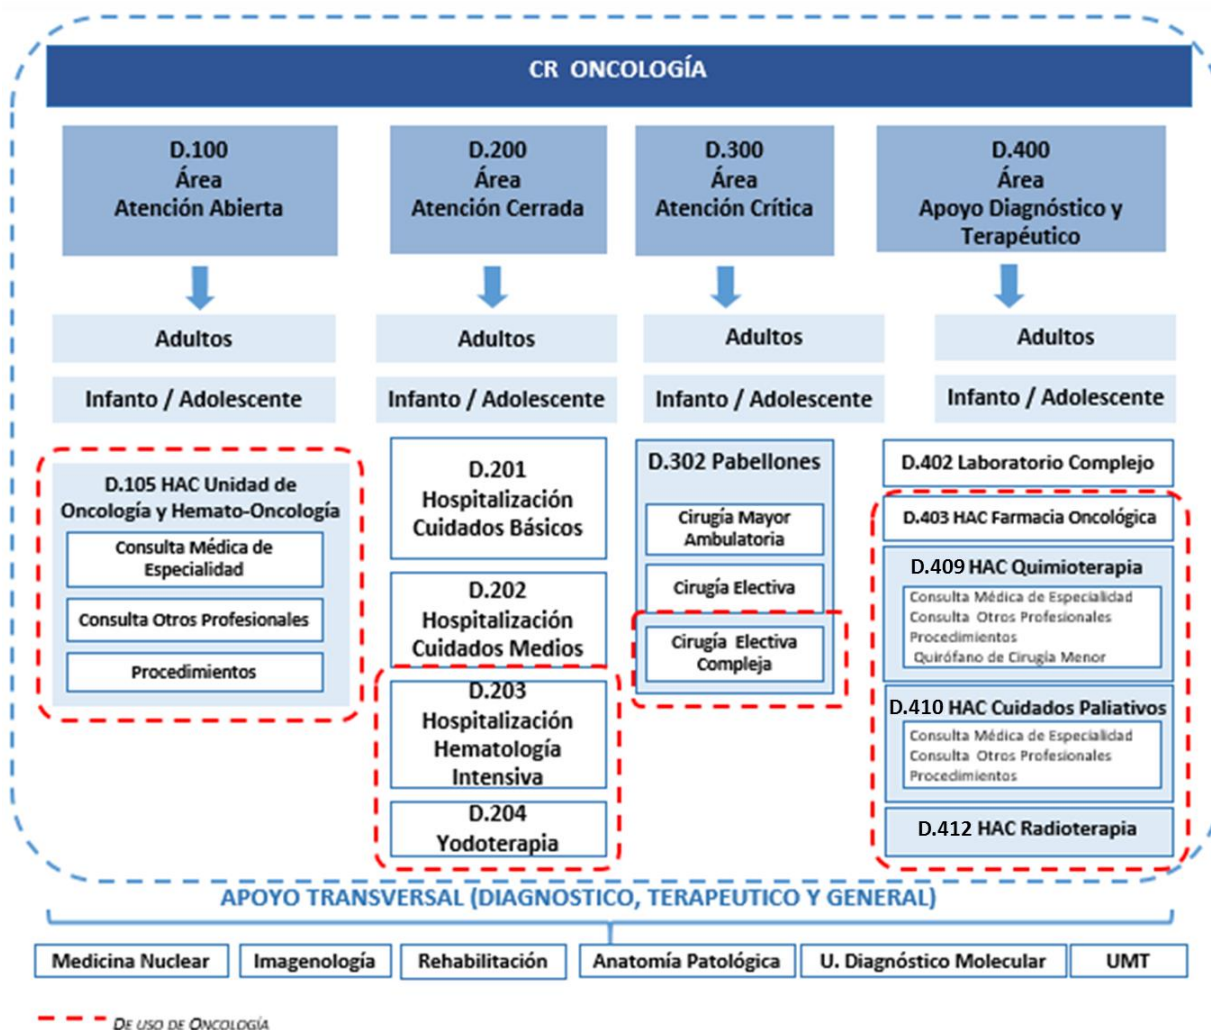 CR ONCOLOGÍA
D.100
Área
Atención Abierta
Adultos
Infanto / Adolescente
D.105 HAC Unidad de
Oncología y Hemato-Oncología
Consulta Médica de
Especialidad
Consulta Otros Profesionales
Procedimientos
D.200
Área
Atención Cerrada
Adultos
Infanto / Adolescente
D.201
Hospitalización
Cuidados Básicos
D.202
Hospitalización
Cuidados Medios
D.203
Hospitalización
Hematología
Intensiva
D.204
Yodoterapia
D.300
Área
Atención Crítica
Adultos
Infanto / Adolescente
D.302 Pabellones
Cirugía Mayor
Ambulatoria
Cirugía Electiva
Cirugía Electiva
Compleja
D.400
Área
Apoyo Diagnóstico y
Terapéutico
Adultos
Infanto / Adolescente
D.402 Laboratorio Complejo
D.403 HAC Farmacia Oncológica
D.409 HAC Quimioterapia
Consulta Médica de Especialidad
Consulta Otros Profesionales
Procedimientos
Quirófano de Cirugía Menor
D.410 HAC Cuidados Paliativos
Consulta Médica de Especialidad
Consulta Otros Profesionales
Procedimientos
D.412 HAC Radioterapia
APOYO TRANSVERSAL (DIAGNOSTICO, TERAPEUTICO Y GENERAL)
Medicina Nuclear
Imagenología
Rehabilitación
Anatomía Patológica
U. Diagnóstico Molecular
UMT
DE USO DE ONCOLOGÍA